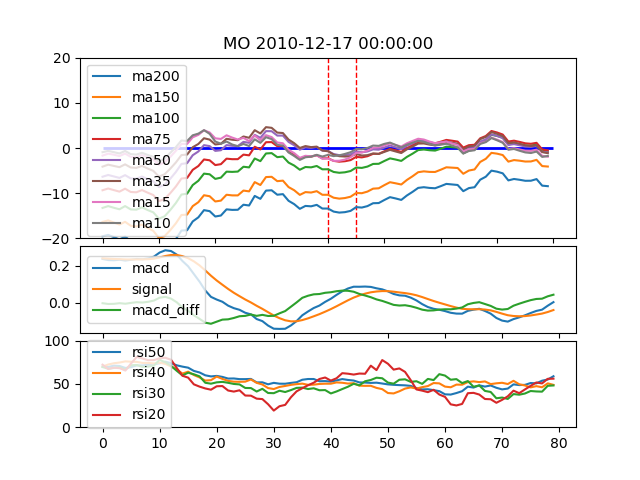 MO 2010-12-17 00:00:00
20
10
0
−10
−20
ma200
ma150
ma100
ma75
ma50
ma35
ma15
ma10
0.2
0.0
macd
signal
macd_diff
100
50
0
rsi50
rsi40
rsi30
rsi20
0 10 20 30 40 50 60 70 80